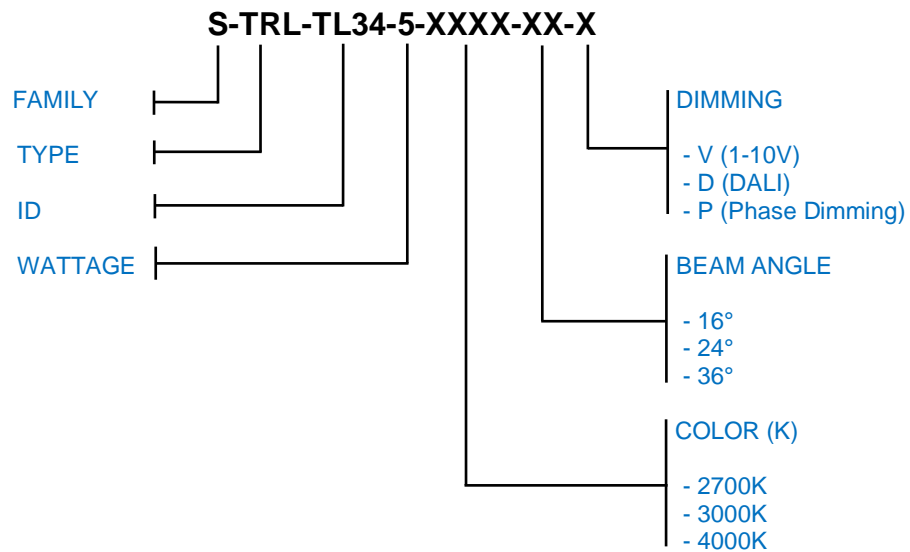 S-TRL-TL34-5-XXXX-XX-X
FAMILY
TYPE
ID
WATTAGE
DIMMING
- V (1-10V)
- D (DALI)
- P (Phase Dimming)
BEAM ANGLE
- 16°
- 24°
- 36°
COLOR (K)
- 2700K
- 3000K
- 4000K